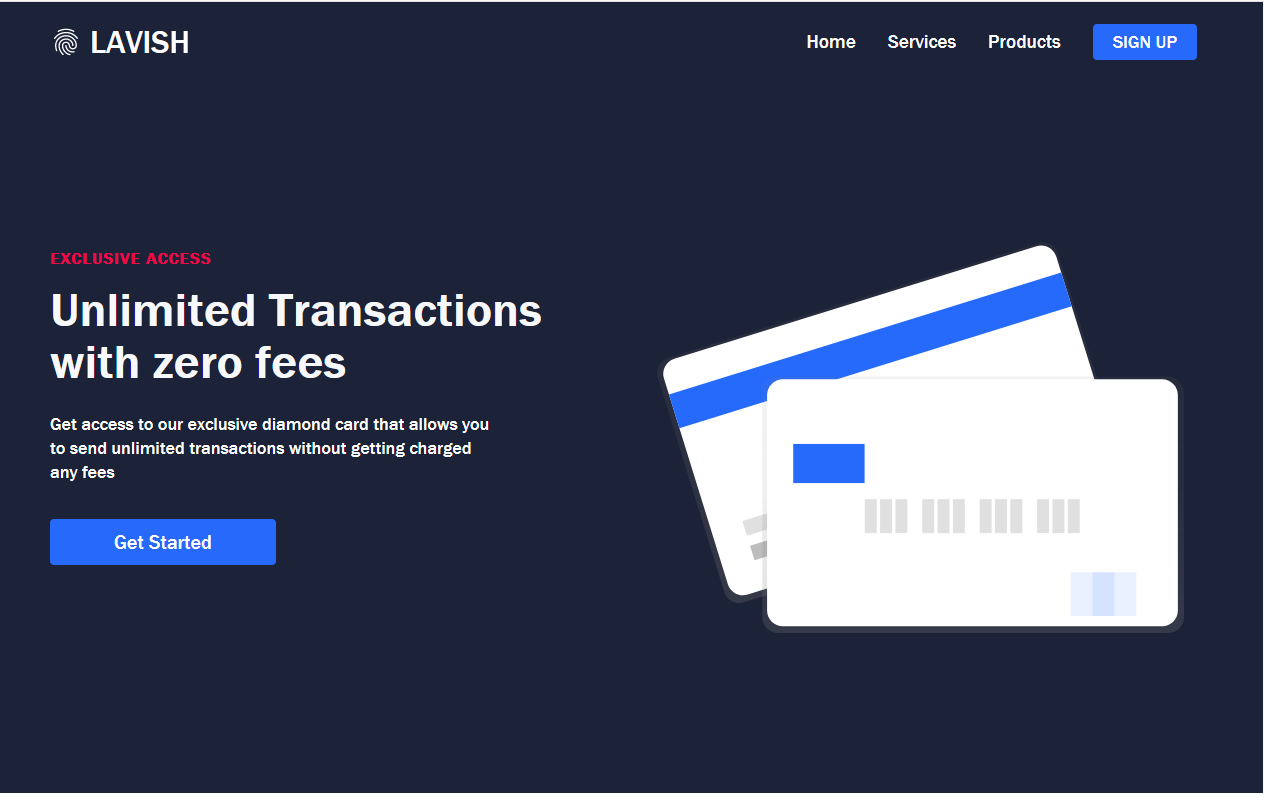 LAVISH
Home Services Products SIGN UP
EXCLUSIVE ACCESS
Unlimited Transactions
with zero fees
Get access to our exclusive diamond card that allows you
to send unlimited transactions without getting charged
any fees
Get Started